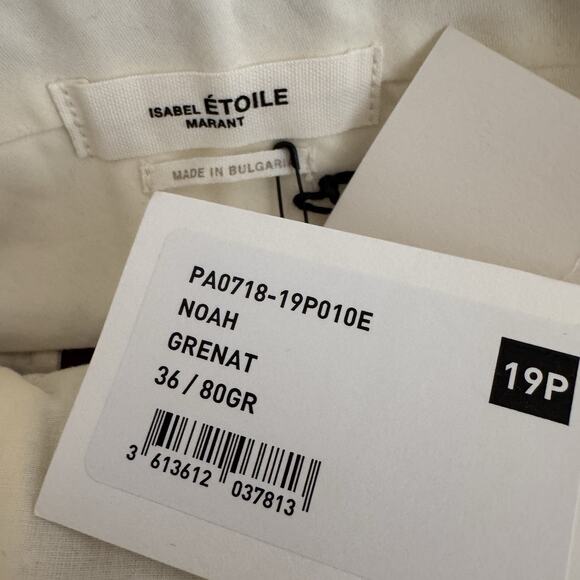 ISABEL ÉTOILE
MARANT
MADE IN BULGARIA
PA0718-19P010E
NOAH
GRENAT
36 / 80GR
19P
3 613612 037813